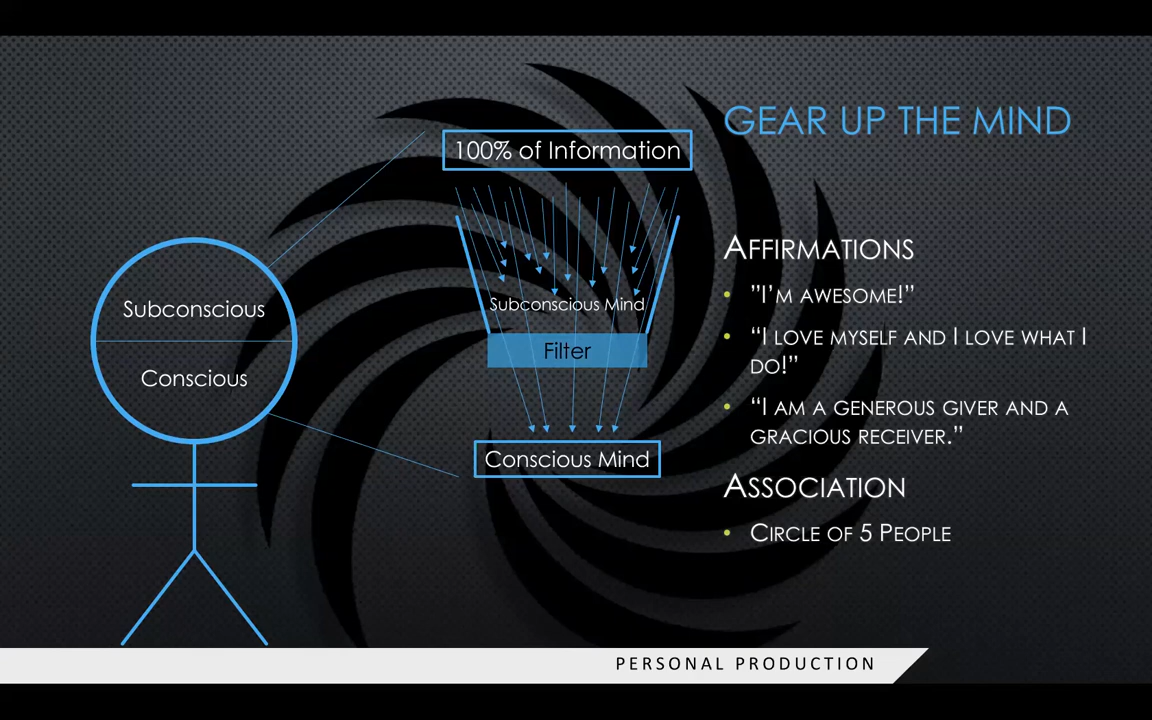 GEAR UP THE MIND
100% of Information
Subconscious Mind
Filter
Conscious Mind
Subconscious
Conscious
AFFIRMATIONS
• ”I’M AWESOME!”
• “I LOVE MYSELF AND I LOVE WHAT I
DO!”
• “I AM A GENEROUS GIVER AND A
GRACIOUS RECEIVER.”
ASSOCIATION
• CIRCLE OF 5 PEOPLE
PERSONAL PRODUCTION